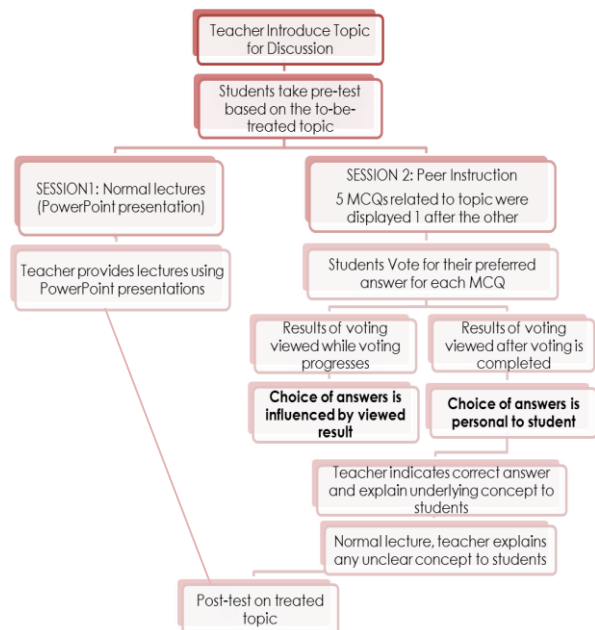 Teacher Introduce Topic
for Discussion
Students take pre-test
based on the to-be-
treated topic
SESSION1: Normal lectures
(PowerPoint presentation)
SESSION 2: Peer Instruction
5 MCQs related to topic were
displayed 1 after the other
Teacher provides lectures using
PowerPoint presentations
Students Vote for their preferred
answer for each MCQ
Results of voting
viewed while voting
progresses
Results of voting
viewed after voting is
completed
Choice of answers is
influenced by viewed
result
Choice of answers is
personal to student
Teacher indicates correct answer
and explain underlying concept to
students
Normal lecture, teacher explains
any unclear concept to students
Post-test on treated
topic